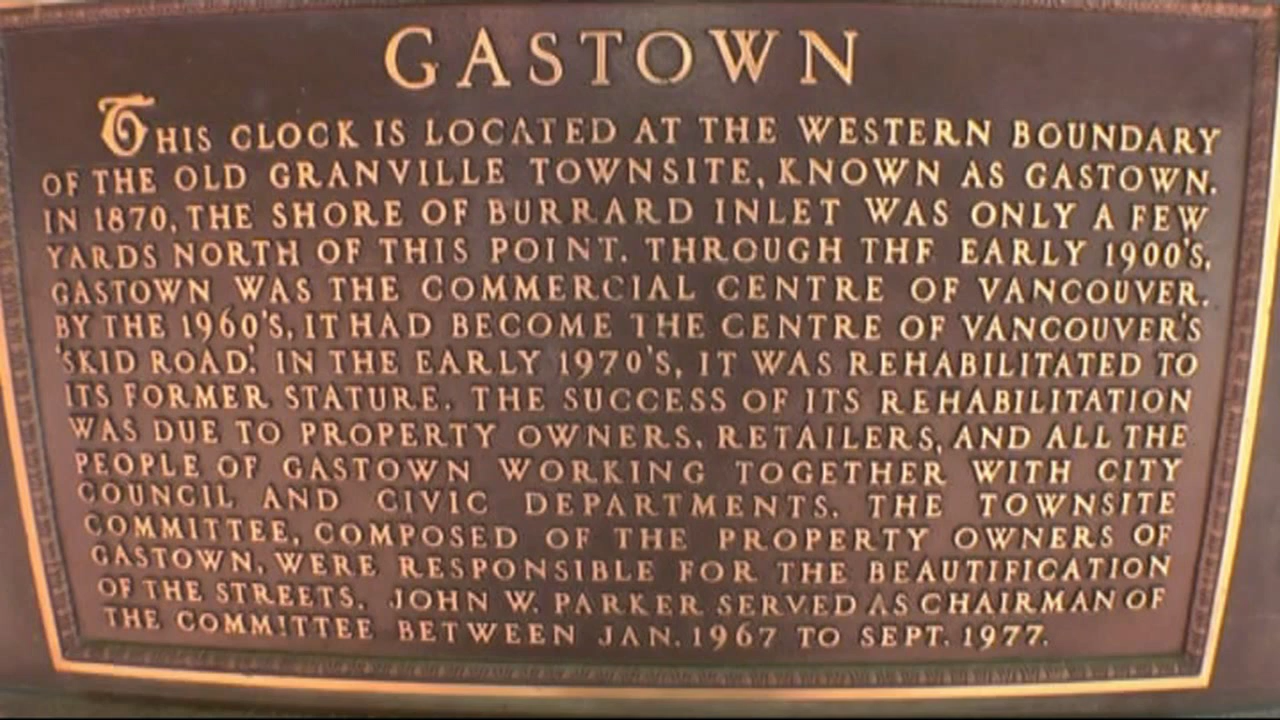 GASTOWN
THIS CLOCK IS LOCATED AT THE WESTERN BOUNDARY
OF THE OLD GRANVILLE TOWNSITE, KNOWN AS GASTOWN.
IN 1870, THE SHORE OF BURRARD INLET WAS ONLY A FEW
YARDS NORTH OF THIS POINT. THROUGH THE EARLY 1900'S,
GASTOWN WAS THE COMMERCIAL CENTRE OF VANCOUVER.
BY THE 1960'S, IT HAD BECOME THE CENTRE OF VANCOUVER'S
'SKID ROAD'. IN THE EARLY 1970'S, IT WAS REHABILITATED TO
ITS FORMER STATURE. THE SUCCESS OF ITS REHABILITATION
WAS DUE TO PROPERTY OWNERS, RETAILERS, AND ALL THE
PEOPLE OF GASTOWN WORKING TOGETHER WITH CITY
COUNCIL AND CIVIC DEPARTMENTS. THE TOWNSITE
COMMITTEE, COMPOSED OF THE PROPERTY OWNERS OF
GASTOWN, WERE RESPONSIBLE FOR THE BEAUTIFICATION
OF THE STREETS. JOHN W. PARKER SERVED AS CHAIRMAN OF
THE COMMITTEE BETWEEN JAN. 1967 TO SEPT. 1977.